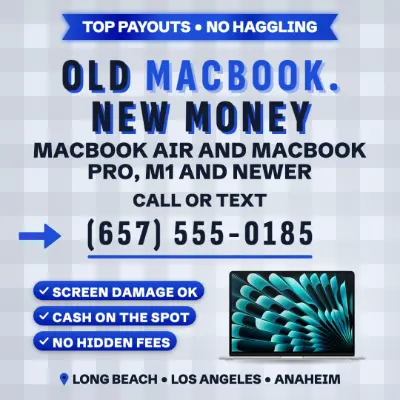 TOP PAYOUTS • NO HAGGLING
OLD MACBOOK.
NEW MONEY
MACBOOK AIR AND MACBOOK
PRO, M1 AND NEWER
CALL OR TEXT
(657) 555-0185
SCREEN DAMAGE OK
CASH ON THE SPOT
NO HIDDEN FEES
LONG BEACH • LOS ANGELES • ANAHEIM